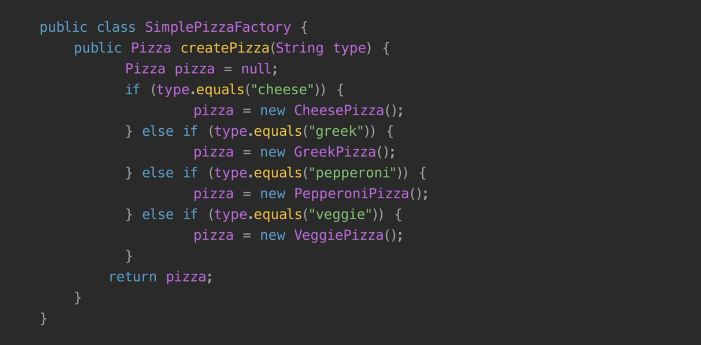 public class SimplePizzaFactory {
public Pizza createPizza(String type) {
Pizza pizza = null;
if (type.equals("cheese")) {
pizza = new CheesePizza();
} else if (type.equals("greek")) {
pizza = new GreekPizza();
} else if (type.equals("pepperoni")) {
pizza = new PepperoniPizza();
} else if (type.equals("veggie")) {
pizza = new VeggiePizza();
}
return pizza;
}
}